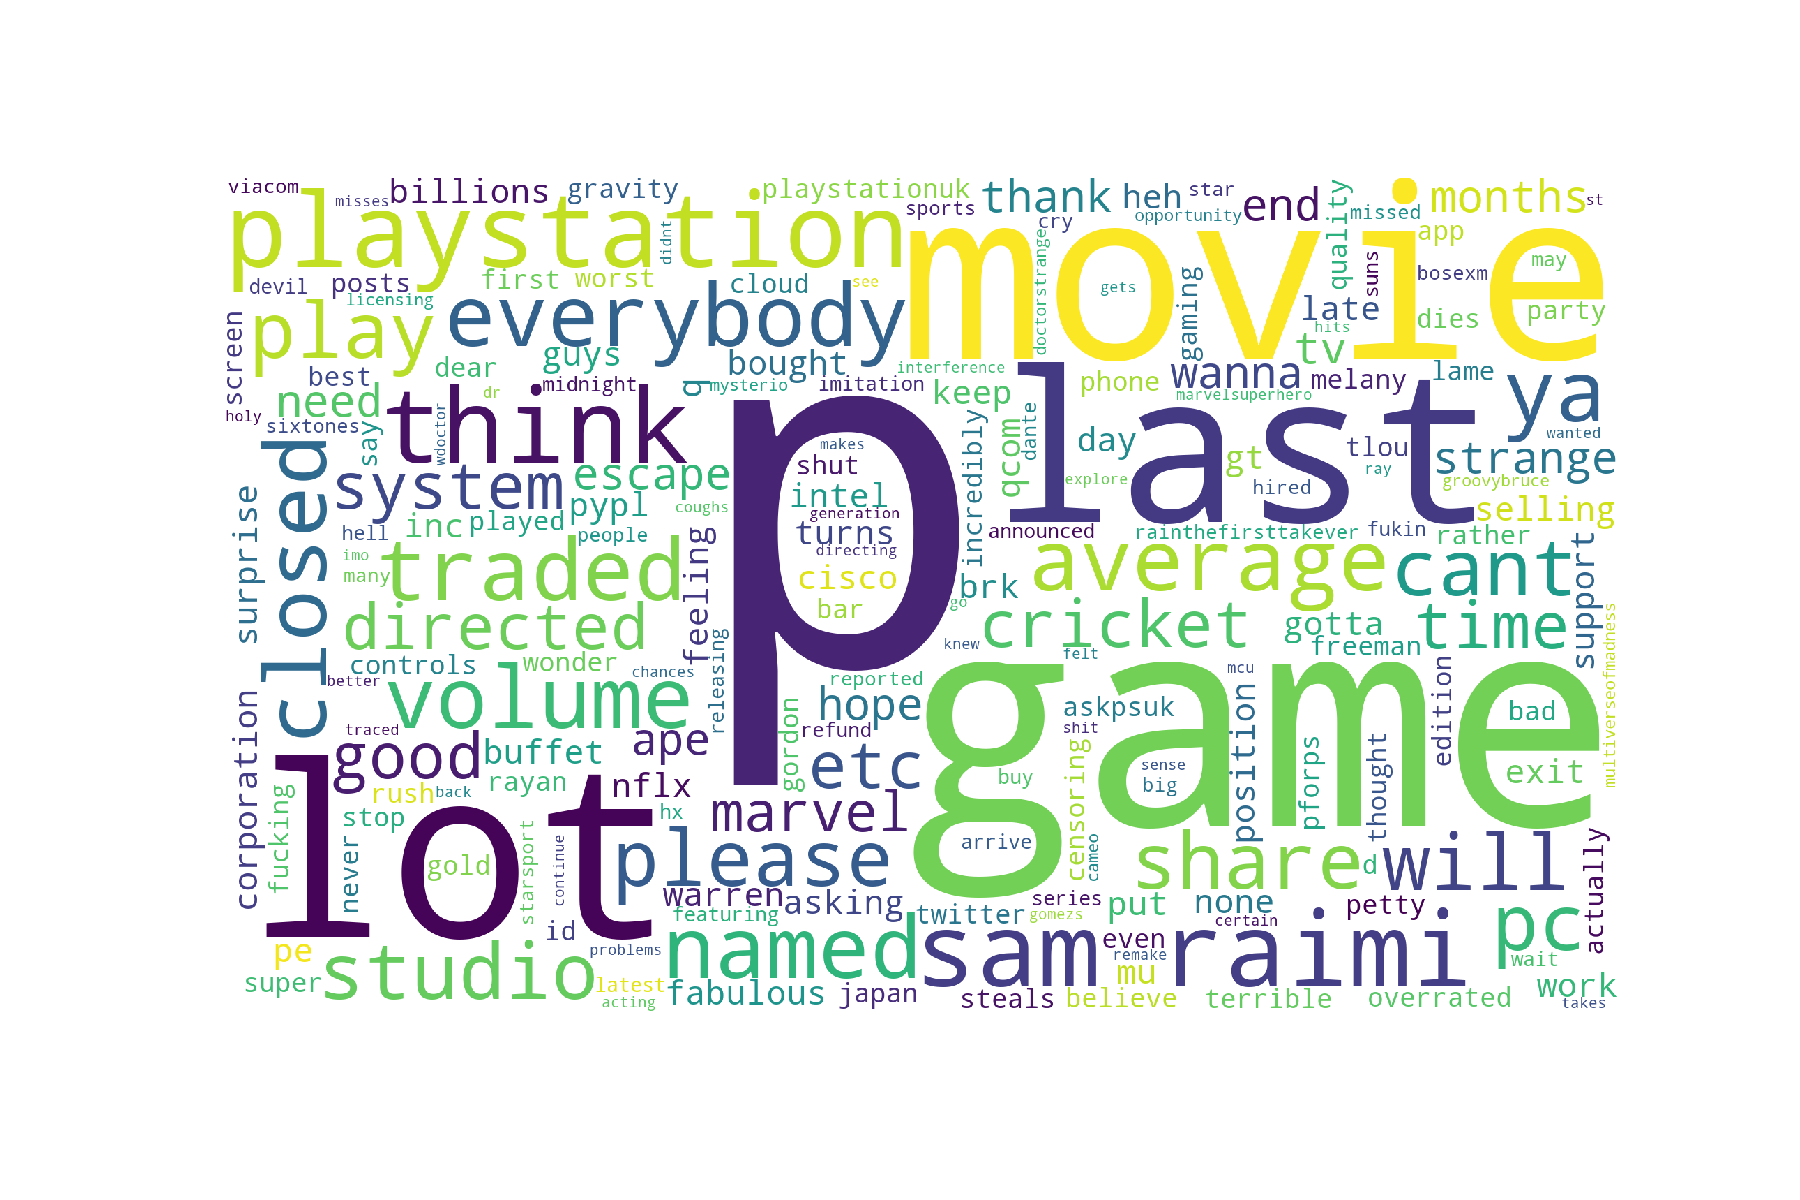 viacom
misses
billions
gravity
playstationuk
thank
heh
star
end
months
st
playstation
sports
cry
opportunity
quality
missed
app
movie
didnt
devil
posts
first
worst
cloud
see
licensing
doctorstrange
gets
gaming
suns
bosexm
may
play
everybody
late
hits
dies
party
screen
best
dear
guys
bought
interference
tv
midnight
q
mysterio
imitation
keep
phone
wanna
melany
lame
ya
holy
need
think
dr
marvelsuperhero
last
sixtones
say
wdoctor
p
makes
incredibly
dante
qcom
day
gt
tlou
wanted
strange
ray
closed
system
escape
shut
explore
hired
groovybruce
intel
coughs
generation
selling
surprise
hell
inc
played
pypl
people
turns
directing
announced
rainthefirsttakever
fukin
rather
imo
many
traded
feeling
cisco
brk
average
cant
support
bar
go
directed
cricket
gotta
time
multiverseofmadness
knew
felt
freeman
controls
wonder
chances
releasing
reported
mcu
better
volume
hope
game
askpsuk
position
edition
bad
corporation
traced
good
buffet
ape
gordon
refund
shit
etc
rayan
nflx
buy
censoring
sense
big
pforps
thought
exit
fucking
rush
back
hx
marvel
stop
lot
please
arrive
cameo
share
d
will
actually
never
gold
starsport
continue
warren
asking
series
put
none
petty
featuring
twitter
gomezs
certain
pe
id
problems
named
sam
even
remake
raimi
pc
wait
super
studio
latest
acting
fabulous
japan
mu
steals
believe
terrible
overrated
work
takes